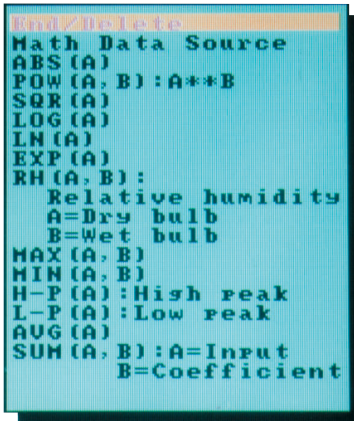 End/Delete
Math Data Source
ABS(A)
POW(A,B):A**B
SQR(A)
LOG(A)
LN(A)
EXP(A)
RH(A,B):
Relative humidity
A=Dry bulb
B=Wet bulb
MAX(A,B)
MIN(A,B)
H-P(A):High peak
L-P(A):Low peak
AVG(A)
SUM(A,B):A=Input
B=Coefficient